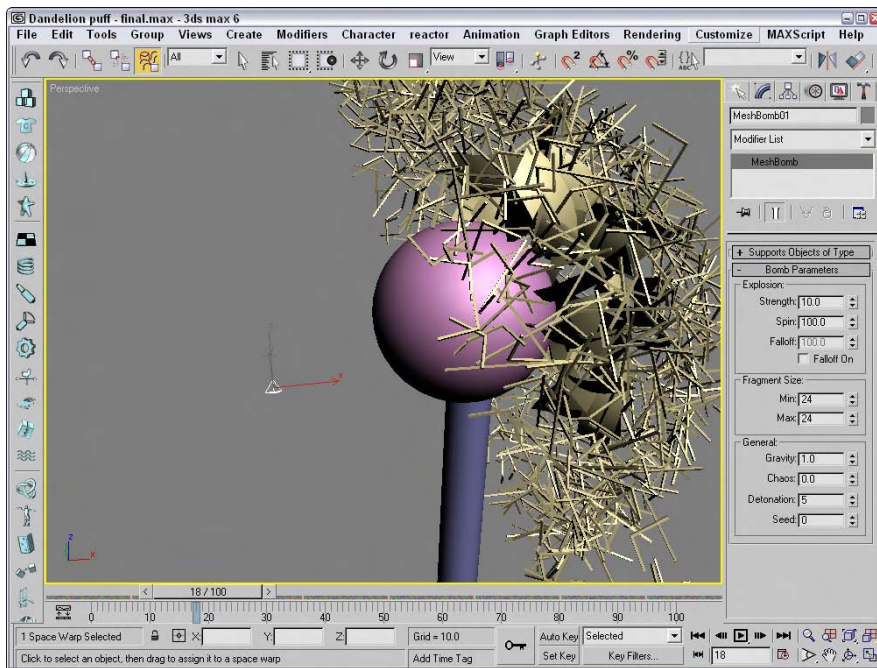 Dandelion puff - final.max - 3ds max 6
File Edit Tools Group Views Create Modifiers Character reactor Animation Graph Editors Rendering Customize MAXScript Help
All View ABC
Perspective
MeshBomb01
Modifier List
MeshBomb
+ Supports Objects of Type
- Bomb Parameters
Explosion:
Strength: 10.0
Spin: 100.0
Falloff: 100.0
Falloff On
Fragment Size:
Min: 24
Max: 24
General:
Gravity: 1.0
Chaos: 0.0
Detonation: 5
Seed: 0
x
z
x
< 18 / 100 >
0 10 20 30 40 50 60 70 80 90 100
1 Space Warp Selected X: Y: Z: Grid = 10.0 Auto Key Selected
Click to select an object, then drag to assign it to a space warp Add Time Tag Set Key Key Filters... 18